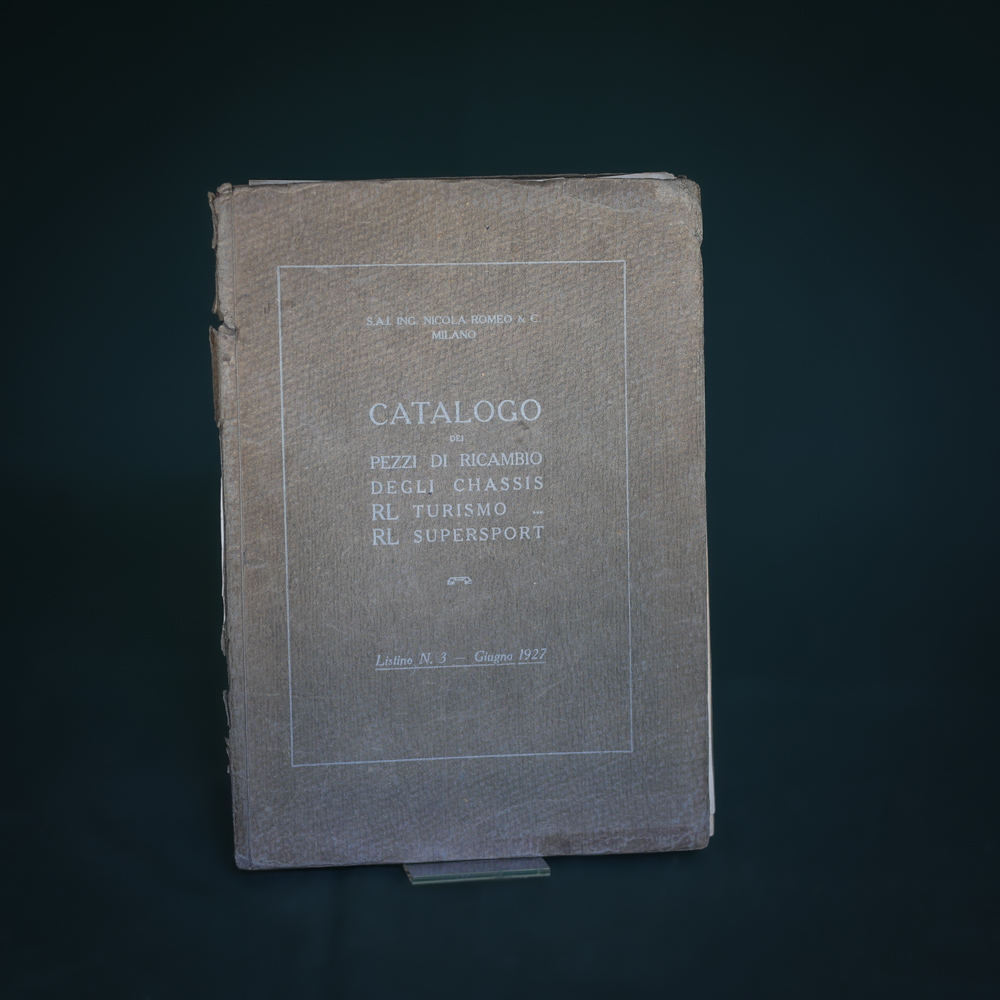 S.A.I. ING. NICOLA ROMEO & C.
MILANO
CATALOGO
DEI
PEZZI DI RICAMBIO
DEGLI CHASSIS
RL TURISMO ...
RL SUPERSPORT
Listino N. 3 — Giugno 1927